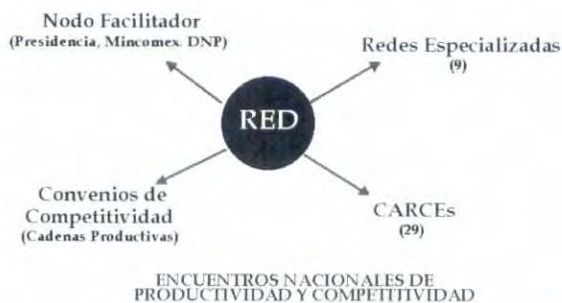 Nodo Facilitador
(Presidencia, Mincomex. DNP)
Redes Especializadas
(9)
RED
Convenios de
Competitividad
(Cadenas Productivas)
CARCEs
(29)
ENCUENTROS NACIONALES DE
PRODUCTIVIDAD Y COMPETITIVIDAD